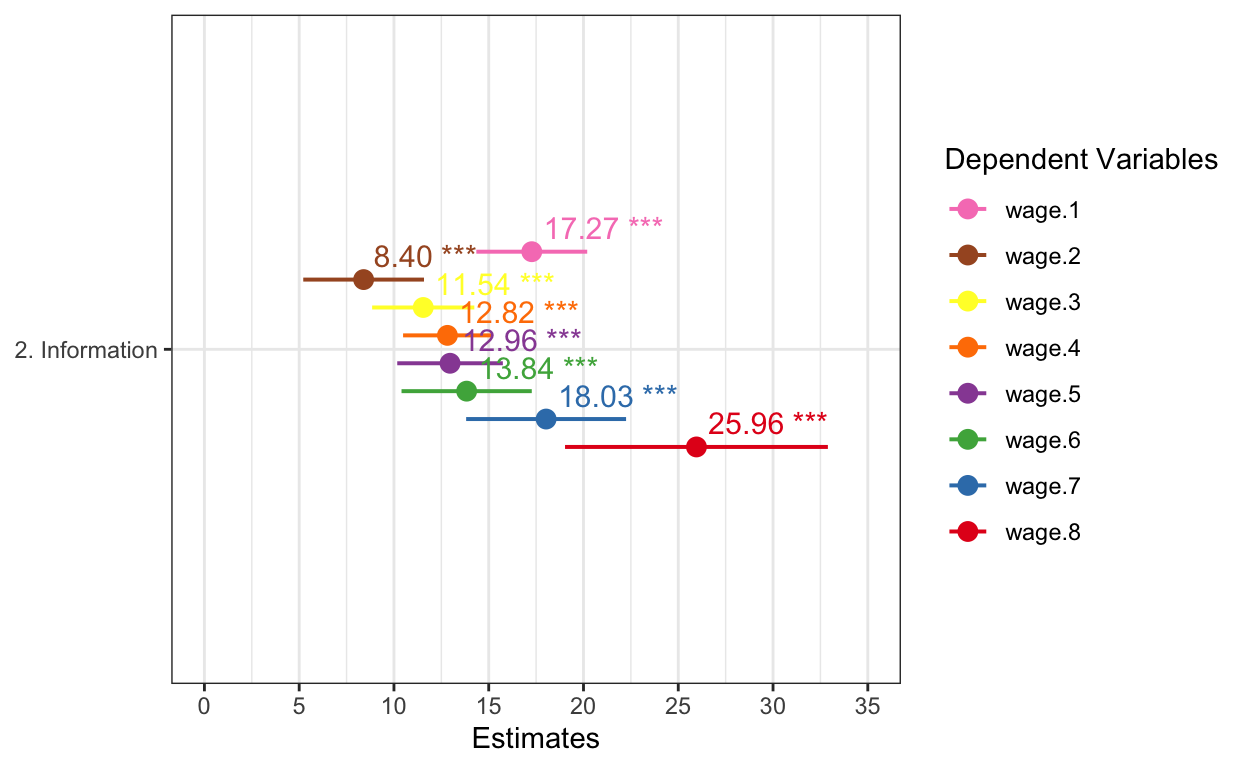 17.27 ***
8.40 ***
11.54 ***
12.82 ***
12.96 ***
13.84 ***
18.03 ***
25.96 ***
2. Information
0 5 10 15 20 25 30 35
Estimates
Dependent Variables
wage.1
wage.2
wage.3
wage.4
wage.5
wage.6
wage.7
wage.8